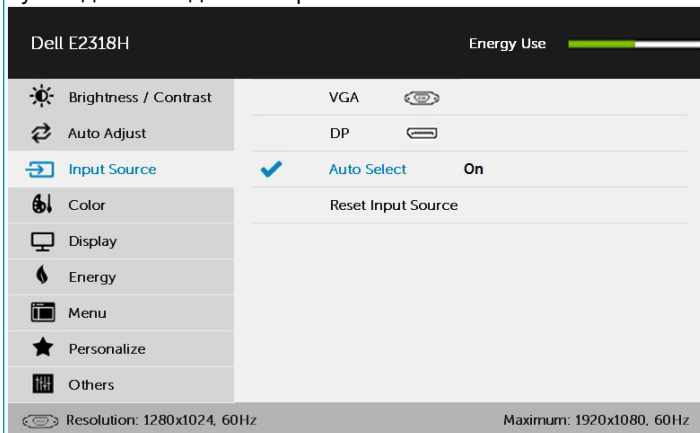 Dell E2318H
Energy Use
Brightness / Contrast
VGA
Auto Adjust
DP
Input Source
Auto Select On
Color
Reset Input Source
Display
Energy
Menu
Personalize
Others
Resolution: 1280x1024, 60Hz
Maximum: 1920x1080, 60Hz